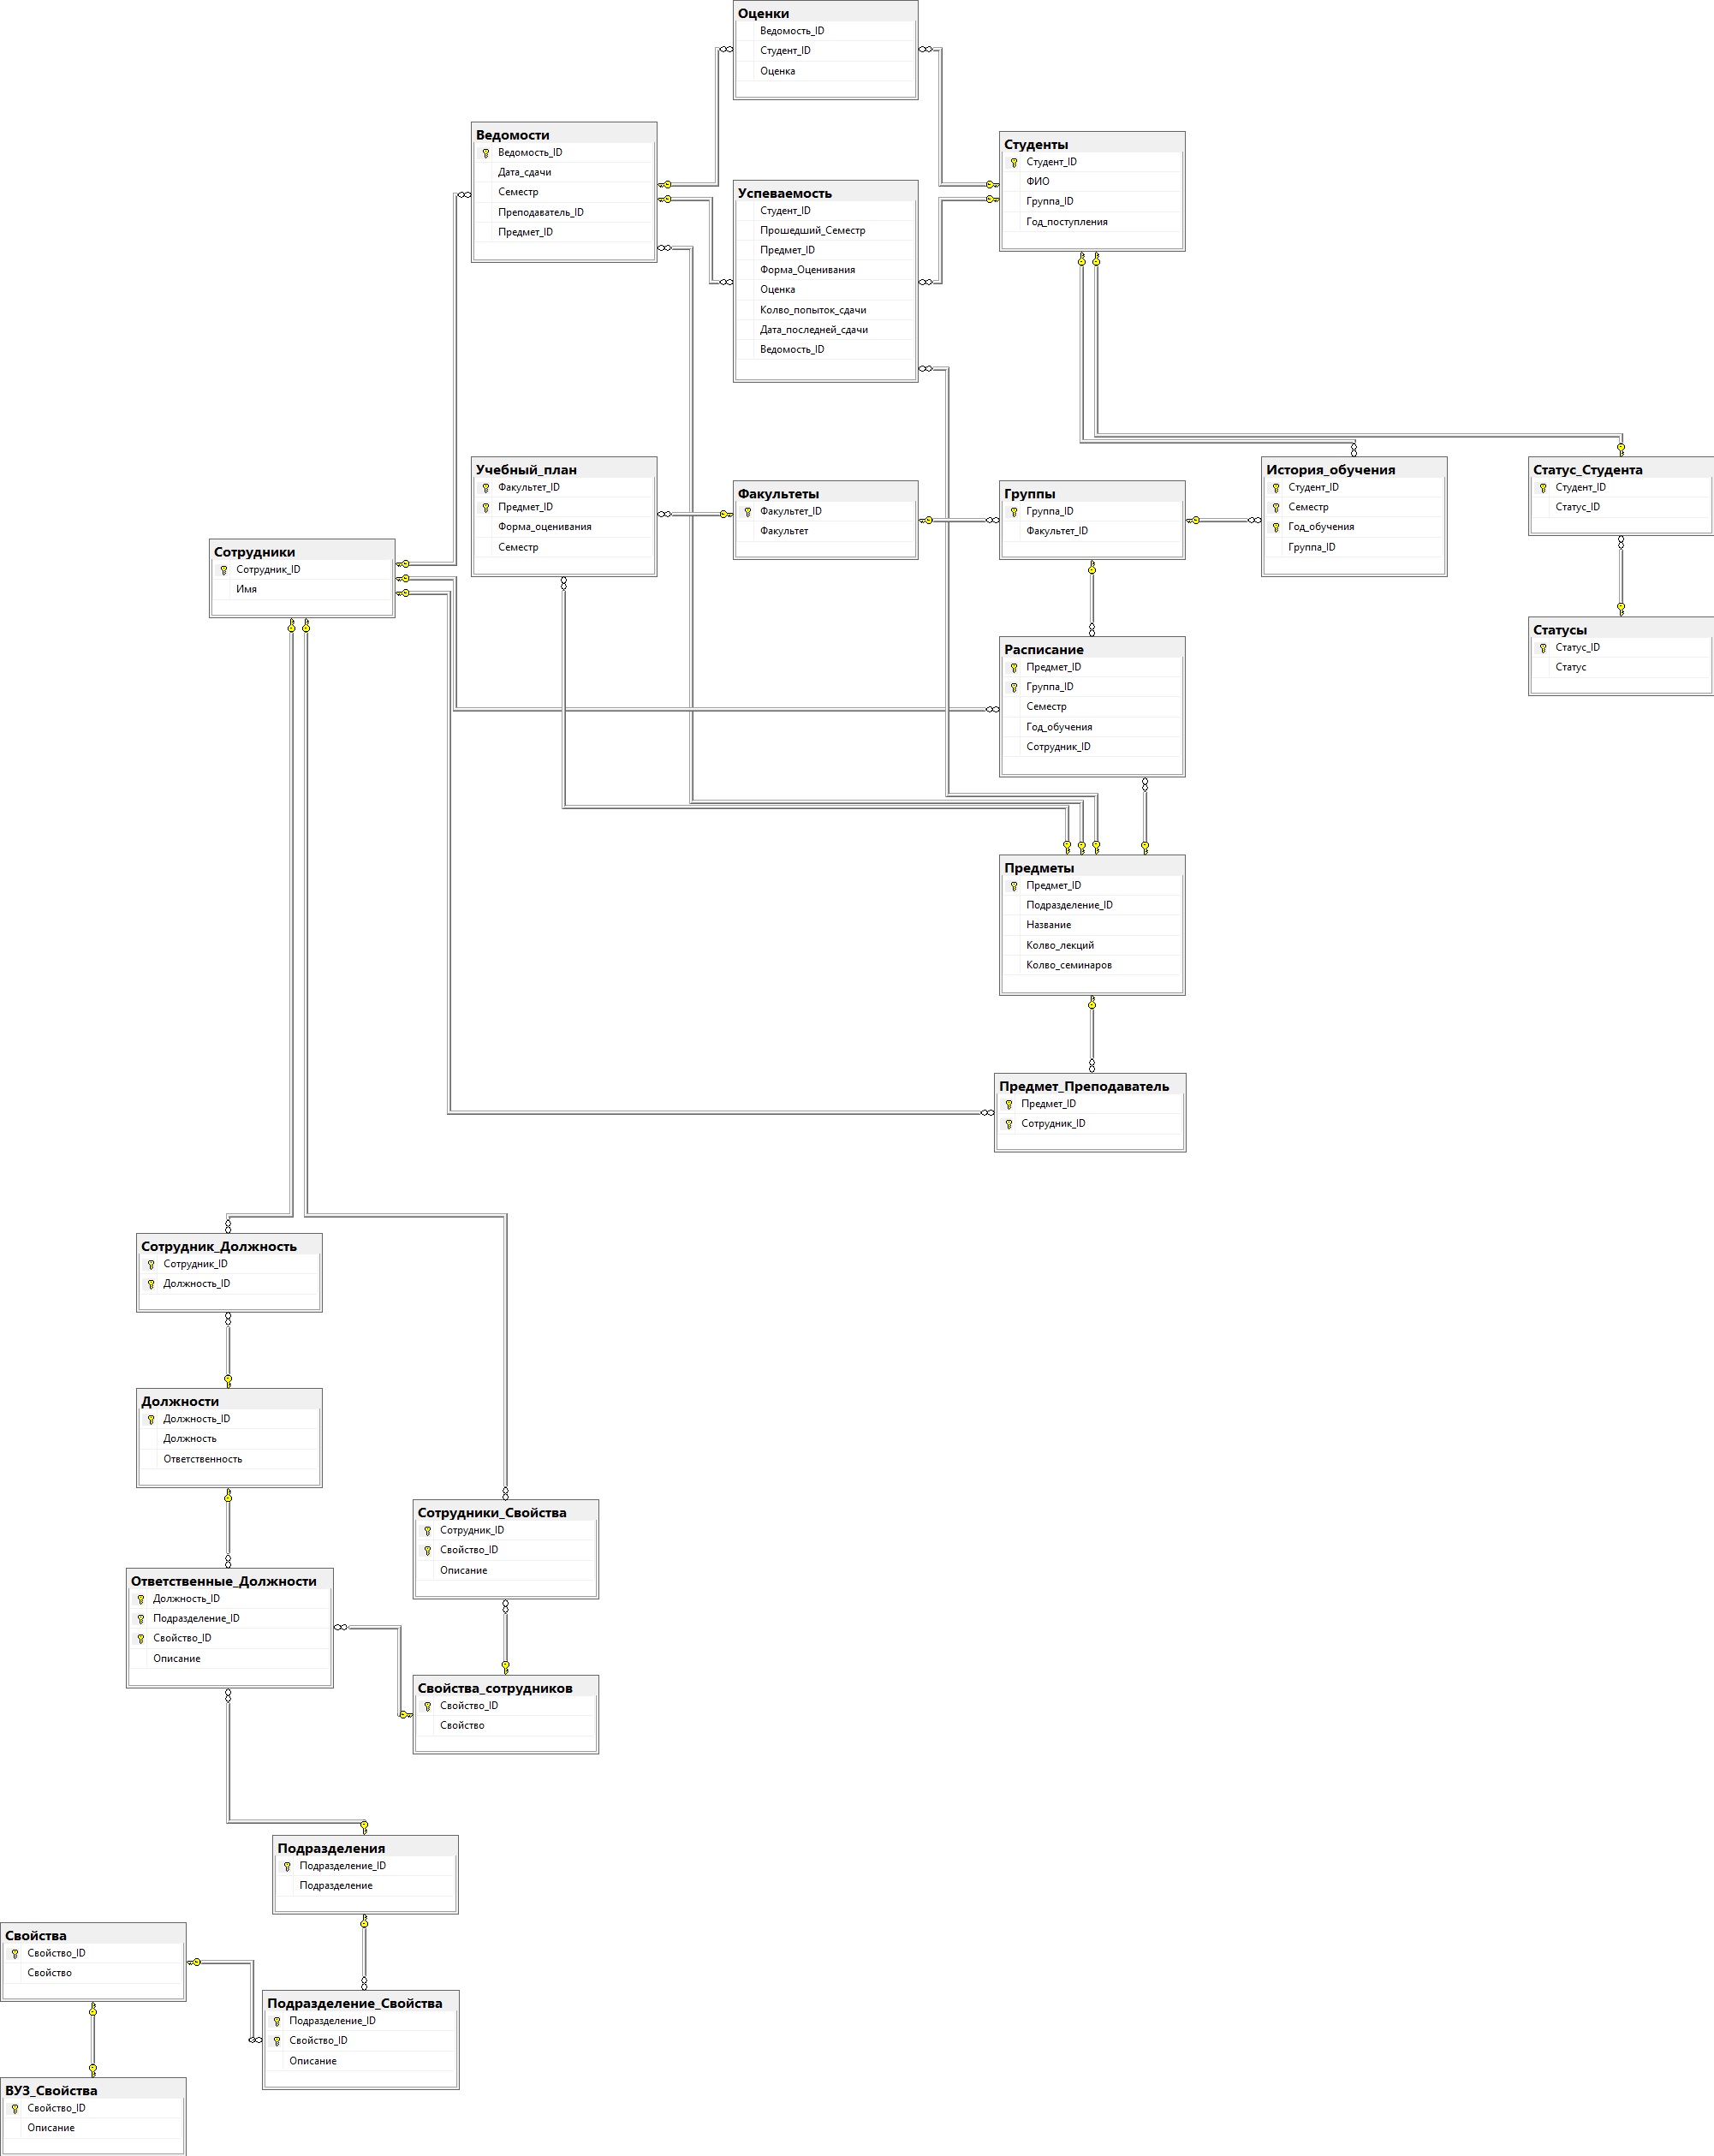 Оценки
Ведомость_ID
Студент_ID
Оценка
Ведомости
Ведомость_ID
Дата_сдачи
Семестр
Преподаватель_ID
Предмет_ID
Студенты
Студент_ID
ФИО
Группа_ID
Год_поступления
Успеваемость
Студент_ID
Прошедший_Семестр
Предмет_ID
Форма_Оценивания
Оценка
Колво_попыток_сдачи
Дата_последней_сдачи
Ведомость_ID
Учебный_план
Факультет_ID
Предмет_ID
Форма_оценивания
Семестр
Факультеты
Факультет_ID
Факультет
Группы
Группа_ID
Факультет_ID
История_обучения
Студент_ID
Семестр
Год_обучения
Группа_ID
Статус_Студента
Студент_ID
Статус_ID
Сотрудники
Сотрудник_ID
Имя
Статусы
Статус_ID
Статус
Расписание
Предмет_ID
Группа_ID
Семестр
Год_обучения
Сотрудник_ID
Предметы
Предмет_ID
Подразделение_ID
Название
Колво_лекций
Колво_семинаров
Предмет_Преподаватель
Предмет_ID
Сотрудник_ID
Сотрудник_Должность
Сотрудник_ID
Должность_ID
Должности
Должность_ID
Должность
Ответственность
Сотрудники_Свойства
Сотрудник_ID
Свойство_ID
Описание
Ответственные_Должности
Должность_ID
Подразделение_ID
Свойство_ID
Описание
Свойства_сотрудников
Свойство_ID
Свойство
Подразделения
Подразделение_ID
Подразделение
Свойства
Свойство_ID
Свойство
Подразделение_Свойства
Подразделение_ID
Свойство_ID
Описание
ВУЗ_Свойства
Свойство_ID
Описание